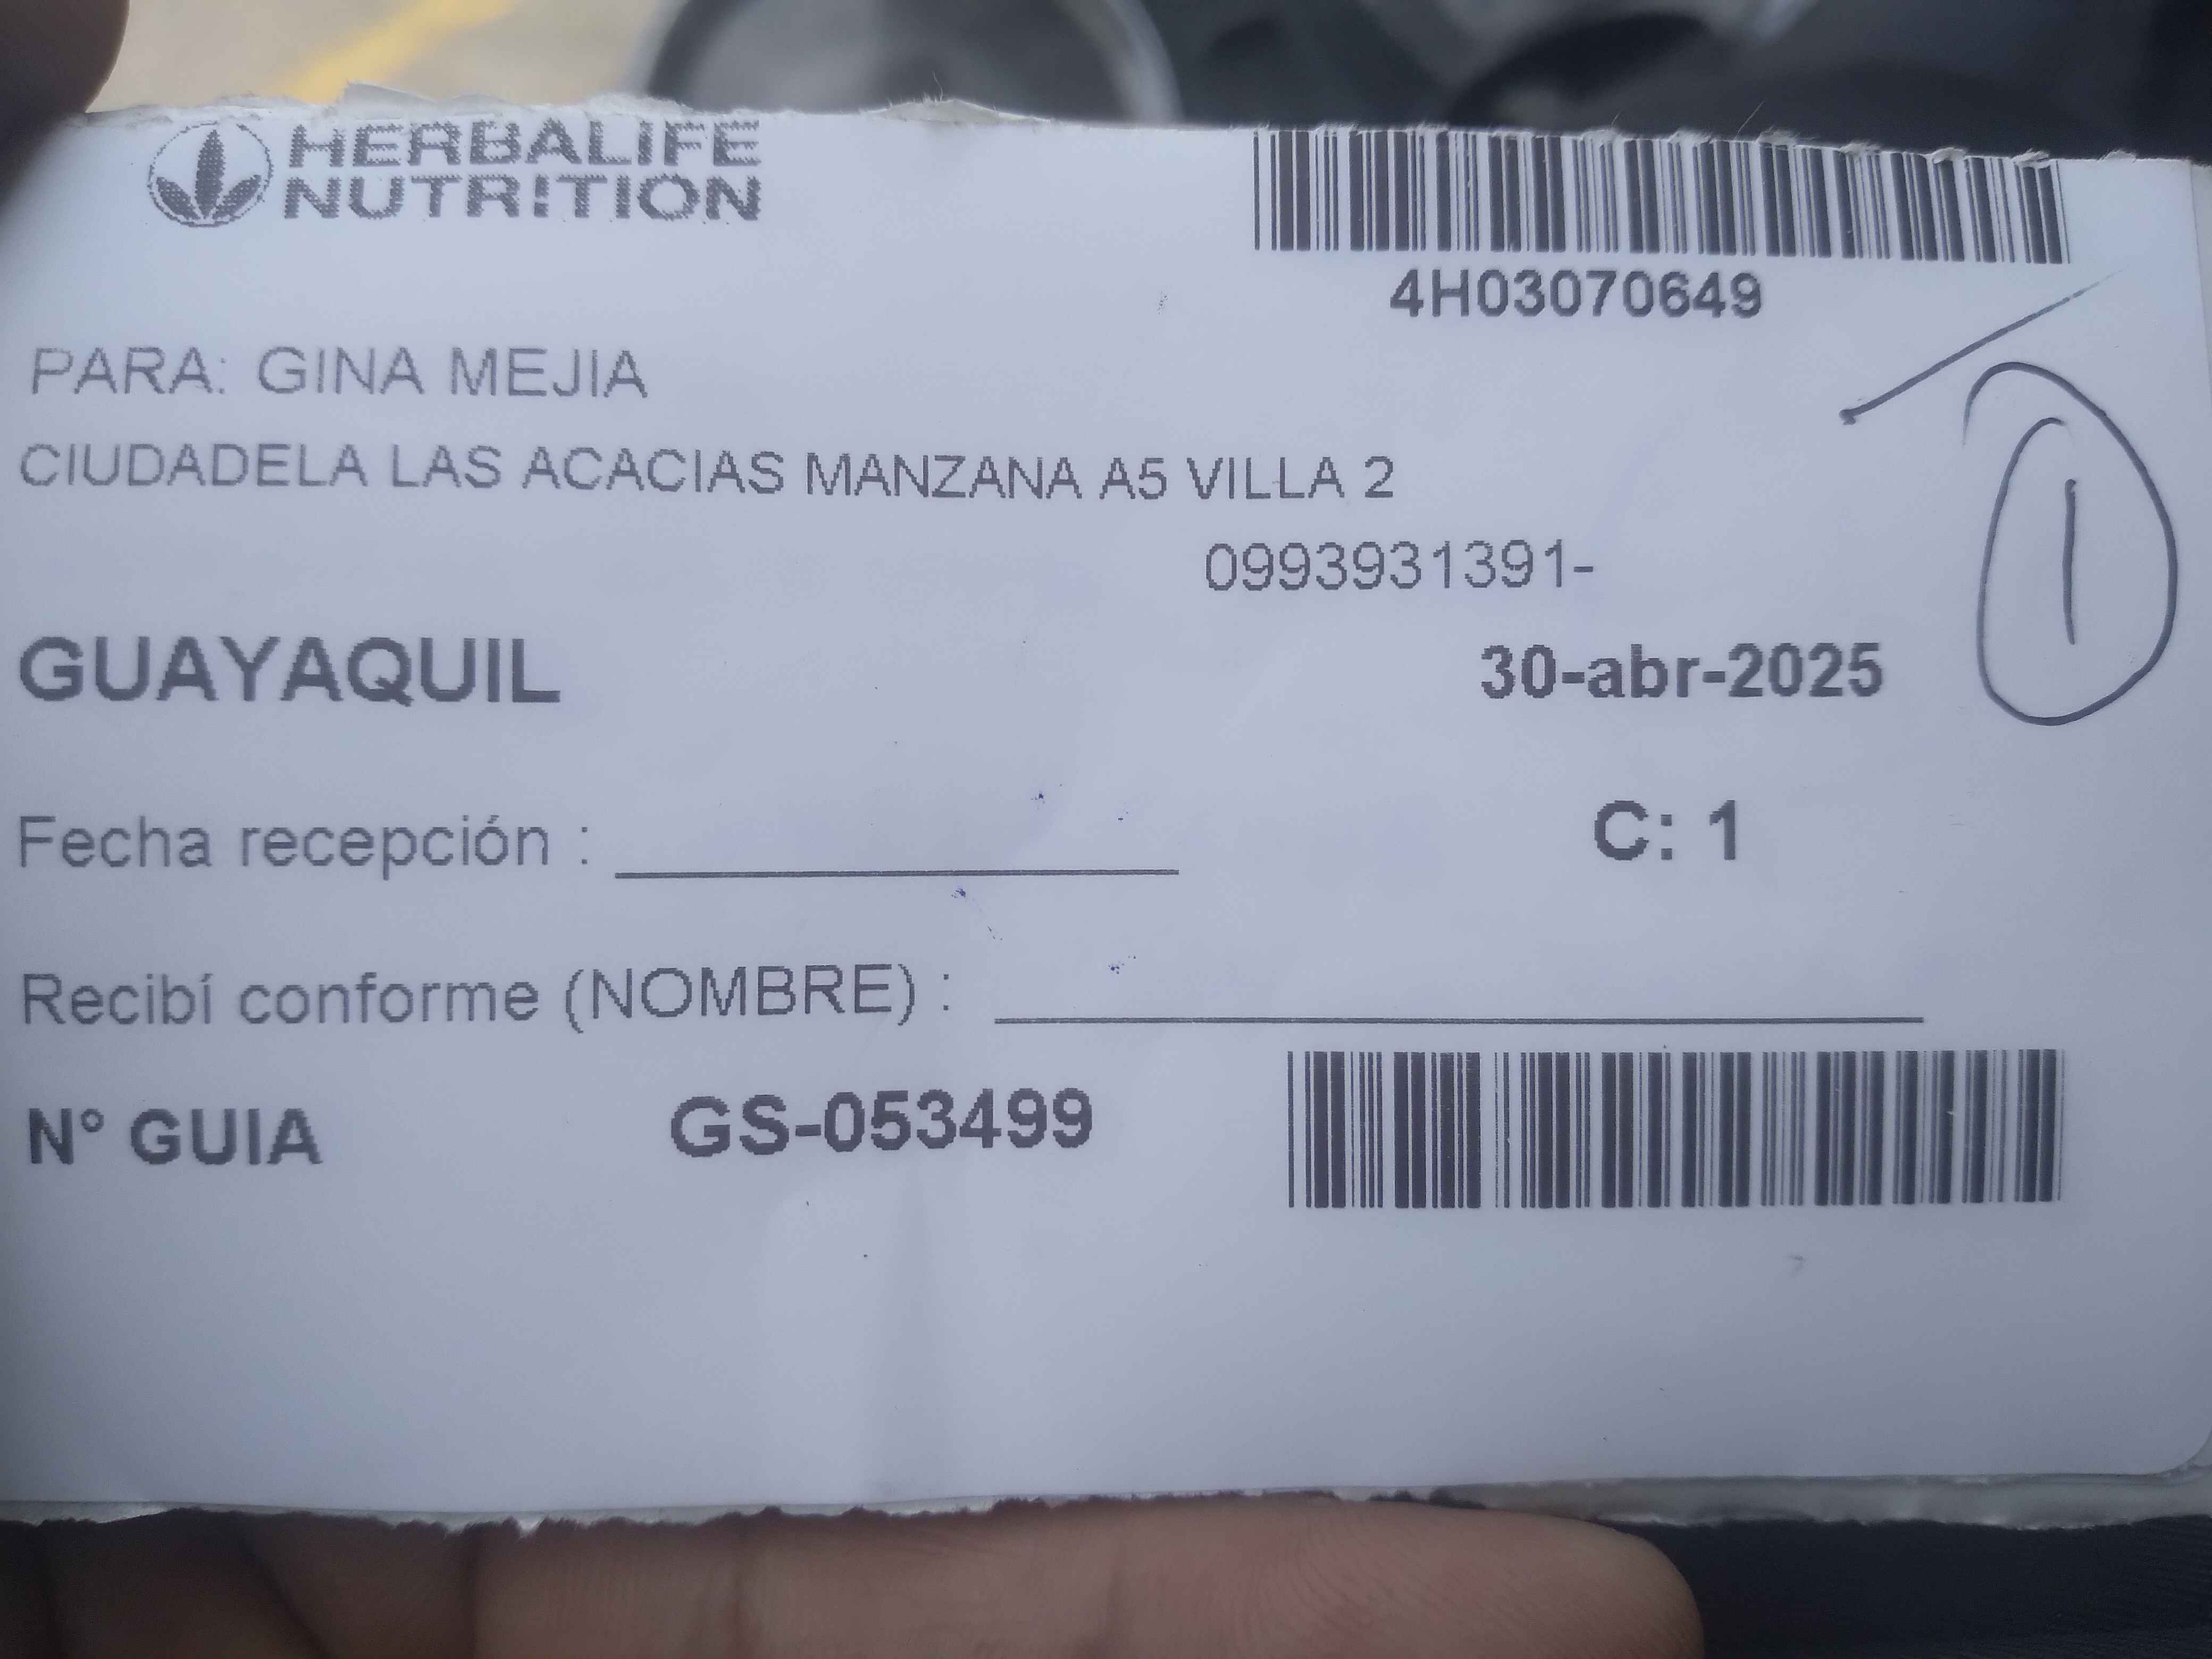 HERBALIFE
NUTRITION
4H03070649
PARA: GINA MEJIA
CIUDADELA LAS ACACIAS MANZANA A5 VILLA 2
0993931391-
GUAYAQUIL
30-abr-2025
1
Fecha recepción :
C: 1
Recibí conforme (NOMBRE) :
N° GUIA GS-053499